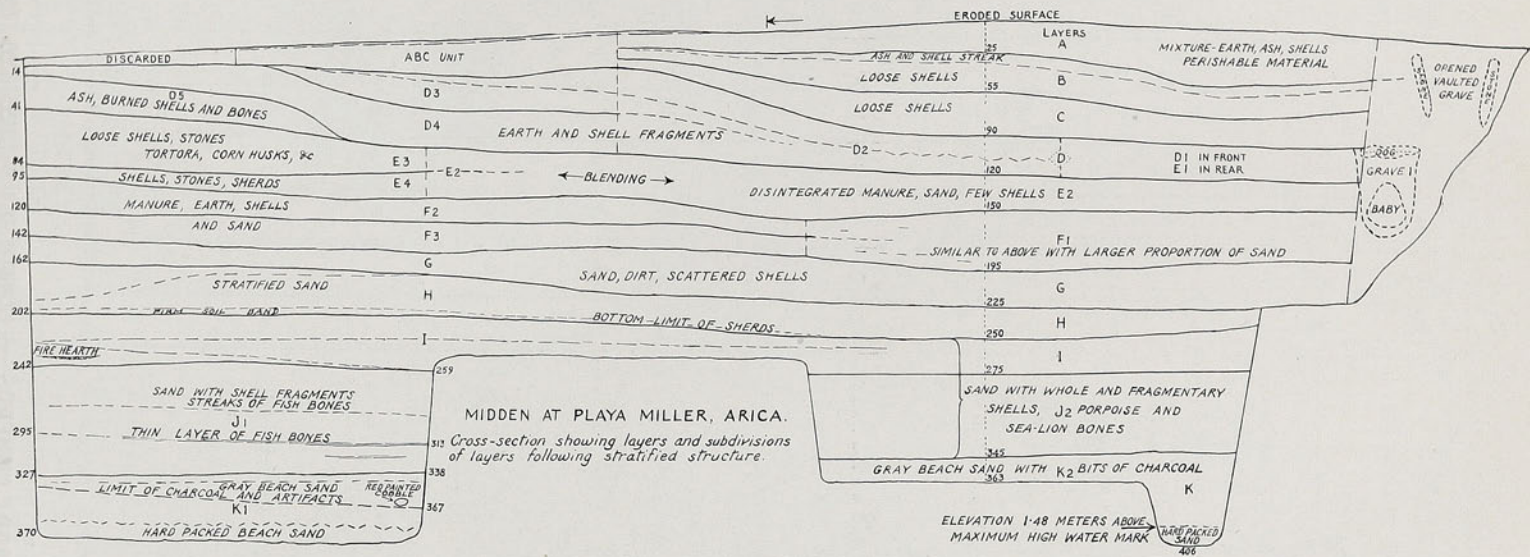 ERODED SURFACE
LAYERS
A
25
DISCARDED
ABC UNIT
ASH AND SHELL STREAK
MIXTURE-EARTH, ASH, SHELLS
PERISHABLE MATERIAL
OPENED
VAULTED
GRAVE
STONES
14
D5
D3
LOOSE SHELLS
B
55
ASH, BURNED SHELLS AND BONES
41
D4
LOOSE SHELLS
C
EARTH AND SHELL FRAGMENTS
90
LOOSE SHELLS, STONES
TORTORA, CORN HUSKS, &c
D2
D
D1 IN FRONT
E1 IN REAR
GRAVE 1
BABY
84
E3
E2
120
95
SHELLS, STONES, SHERDS
E4
BLENDING
DISINTEGRATED MANURE, SAND, FEW SHELLS E2
150
MANURE, EARTH, SHELLS
AND SAND
120
F2
142
F3
F1
SIMILAR TO ABOVE WITH LARGER PROPORTION OF SAND
195
162
G
SAND, DIRT, SCATTERED SHELLS
G
STRATIFIED SAND
H
225
202
FIRM SOIL BAND
BOTTOM-LIMIT OF-SHERDS
H
250
I
I
FIRE HEARTH
242
259
275
SAND WITH SHELL FRAGMENTS
STREAKS OF FISH BONES
J1
295
THIN LAYER OF FISH BONES
313
MIDDEN AT PLAYA MILLER, ARICA.
Cross-section showing layers and subdivisions
of layers following stratified structure.
SAND WITH WHOLE AND FRAGMENTARY
SHELLS, J2 PORPOISE AND
SEA-LION BONES
345
327
338
GRAY BEACH SAND
LIMIT OF CHARCOAL AND ARTIFACTS
RED PAINTED
COBBLE
K1
367
GRAY BEACH SAND WITH K2 BITS OF CHARCOAL
363
K
370
HARD PACKED BEACH SAND
ELEVATION 1·48 METERS ABOVE
MAXIMUM HIGH WATER MARK
HARD PACKED
SAND
406